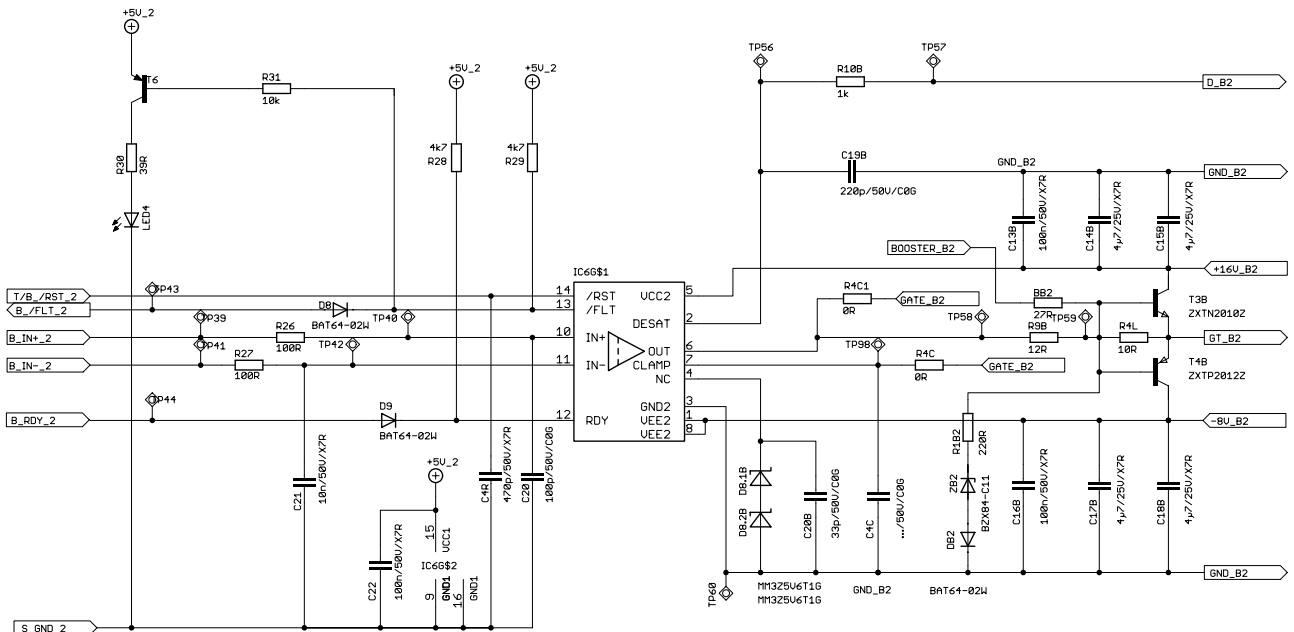 +5V_2
T6
R31
10k
+5V_2
+5V_2
TP56
TP57
R10B
1k
D_B2
R30
39R
4k7
R28
4k7
R29
LED4
C19B
220p/50V/C0G
GND_B2
GND_B2
C13B
100n/50V/X7R
C14B
4µ7/25V/X7R
C15B
4µ7/25V/X7R
BOOSTER_B2
+16V_B2
IC6G$1
T/B_/RST_2
TP43
14
/RST
VCC2
5
R4C1
0R
GATE_B2
BB2
27R
T3B
ZXTN2010Z
B_/FLT_2
D8
BAT64-02W
13
/FLT
DESAT
2
TP39
TP40
TP58
TP59
B_IN+_2
R26
100R
10
IN+
R9B
12R
R4L
10R
GT_B2
TP41
TP42
OUT
6
TP98
B_IN-_2
R27
100R
11
IN-
CLAMP
7
R4C
0R
GATE_B2
T4B
ZXTP2012Z
NC
4
TP44
D9
BAT64-02W
GND2
3
B_RDY_2
12
RDY
VEE2
1
VEE2
8
-8V_B2
R1B2
220R
C21
10n/50V/X7R
+5V_2
C4R
470p/50V/X7R
C20
100p/50V/C0G
D8.1B
D8.2B
C20B
33p/50V/C0G
C4C
.../50V/C0G
ZB2
BZX84-C11
DB2
C16B
100n/50V/X7R
C17B
4µ7/25V/X7R
C18B
4µ7/25V/X7R
15
VCC1
IC6G$2
C22
100n/50V/X7R
9
GND1
16
GND1
TP60
MM3Z5V6T1G
MM3Z5V6T1G
GND_B2
BAT64-02W
GND_B2
S_GND_2